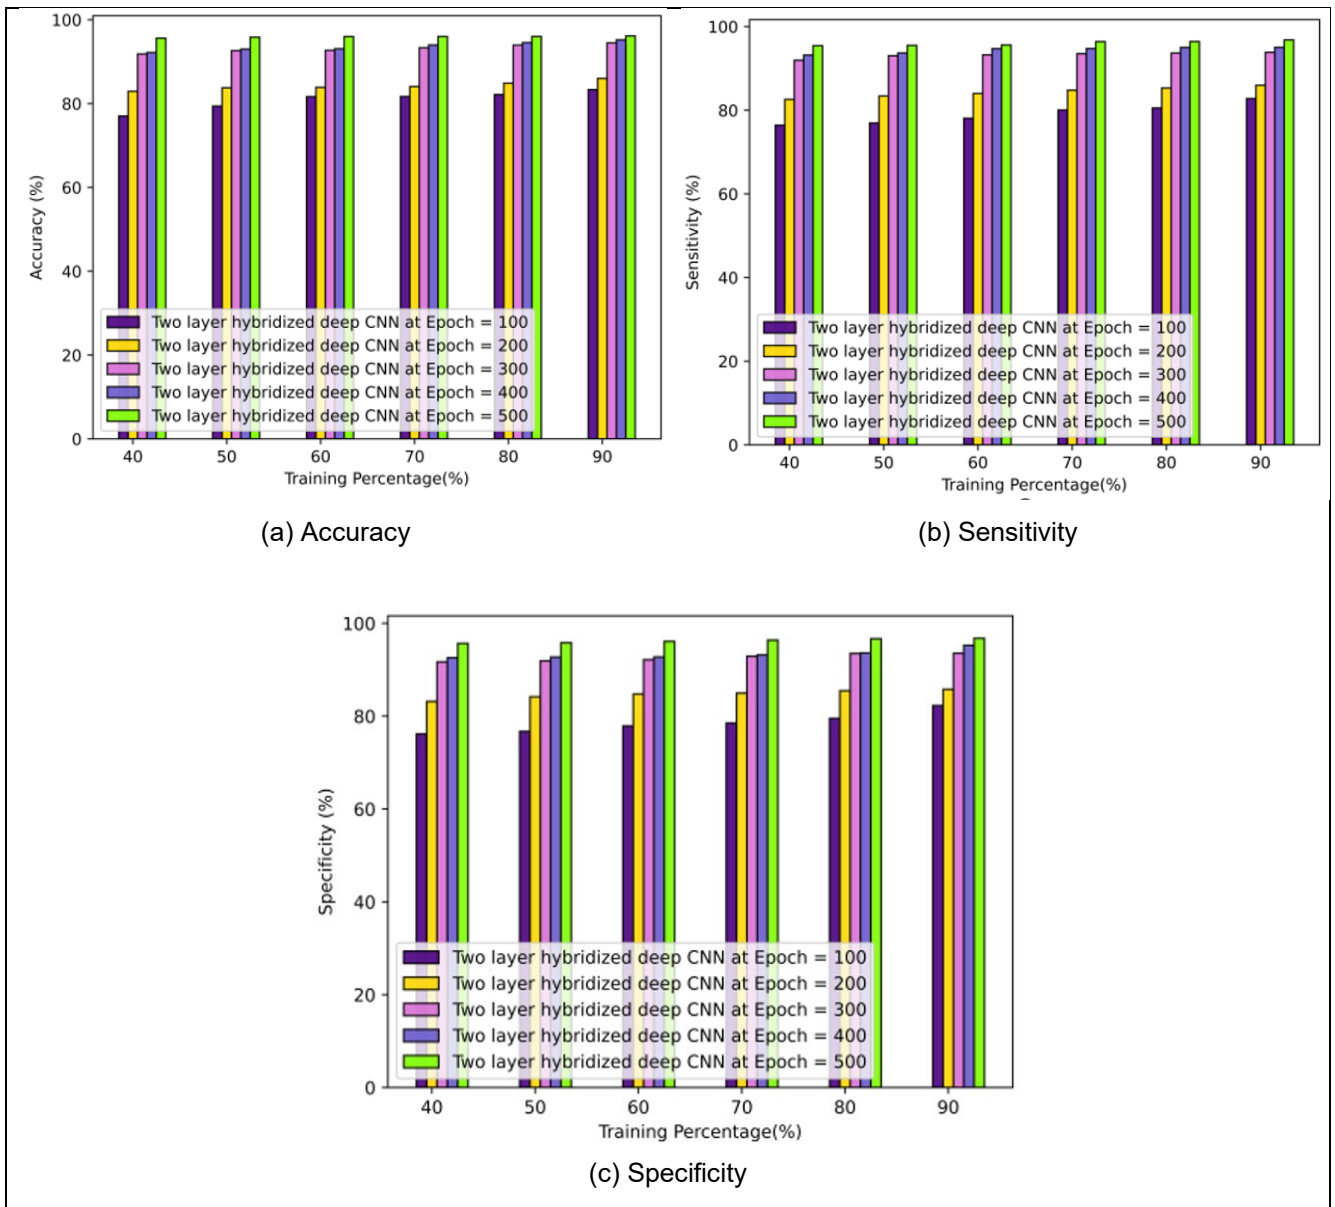 100
80
60
40
20
0
Accuracy (%)
Two layer hybridized deep CNN at Epoch = 100
Two layer hybridized deep CNN at Epoch = 200
Two layer hybridized deep CNN at Epoch = 300
Two layer hybridized deep CNN at Epoch = 400
Two layer hybridized deep CNN at Epoch = 500
40 50 60 70 80 90
Training Percentage(%)
(a) Accuracy
100
80
60
40
20
0
Sensitivity (%)
Two layer hybridized deep CNN at Epoch = 100
Two layer hybridized deep CNN at Epoch = 200
Two layer hybridized deep CNN at Epoch = 300
Two layer hybridized deep CNN at Epoch = 400
Two layer hybridized deep CNN at Epoch = 500
40 50 60 70 80 90
Training Percentage(%)
(b) Sensitivity
100
80
60
40
20
0
Specificity (%)
Two layer hybridized deep CNN at Epoch = 100
Two layer hybridized deep CNN at Epoch = 200
Two layer hybridized deep CNN at Epoch = 300
Two layer hybridized deep CNN at Epoch = 400
Two layer hybridized deep CNN at Epoch = 500
40 50 60 70 80 90
Training Percentage(%)
(c) Specificity